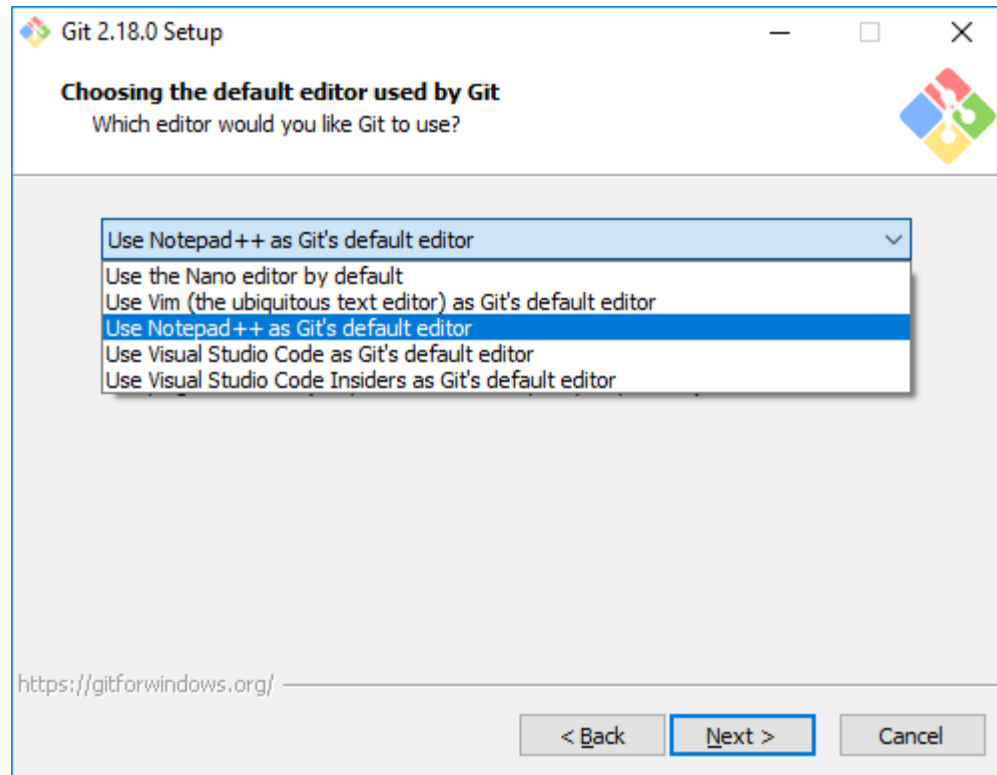 Git 2.18.0 Setup
Choosing the default editor used by Git
Which editor would you like Git to use?
Use Notepad++ as Git's default editor
Use the Nano editor by default
Use Vim (the ubiquitous text editor) as Git's default editor
Use Notepad++ as Git's default editor
Use Visual Studio Code as Git's default editor
Use Visual Studio Code Insiders as Git's default editor
https://gitforwindows.org/
< Back Next > Cancel